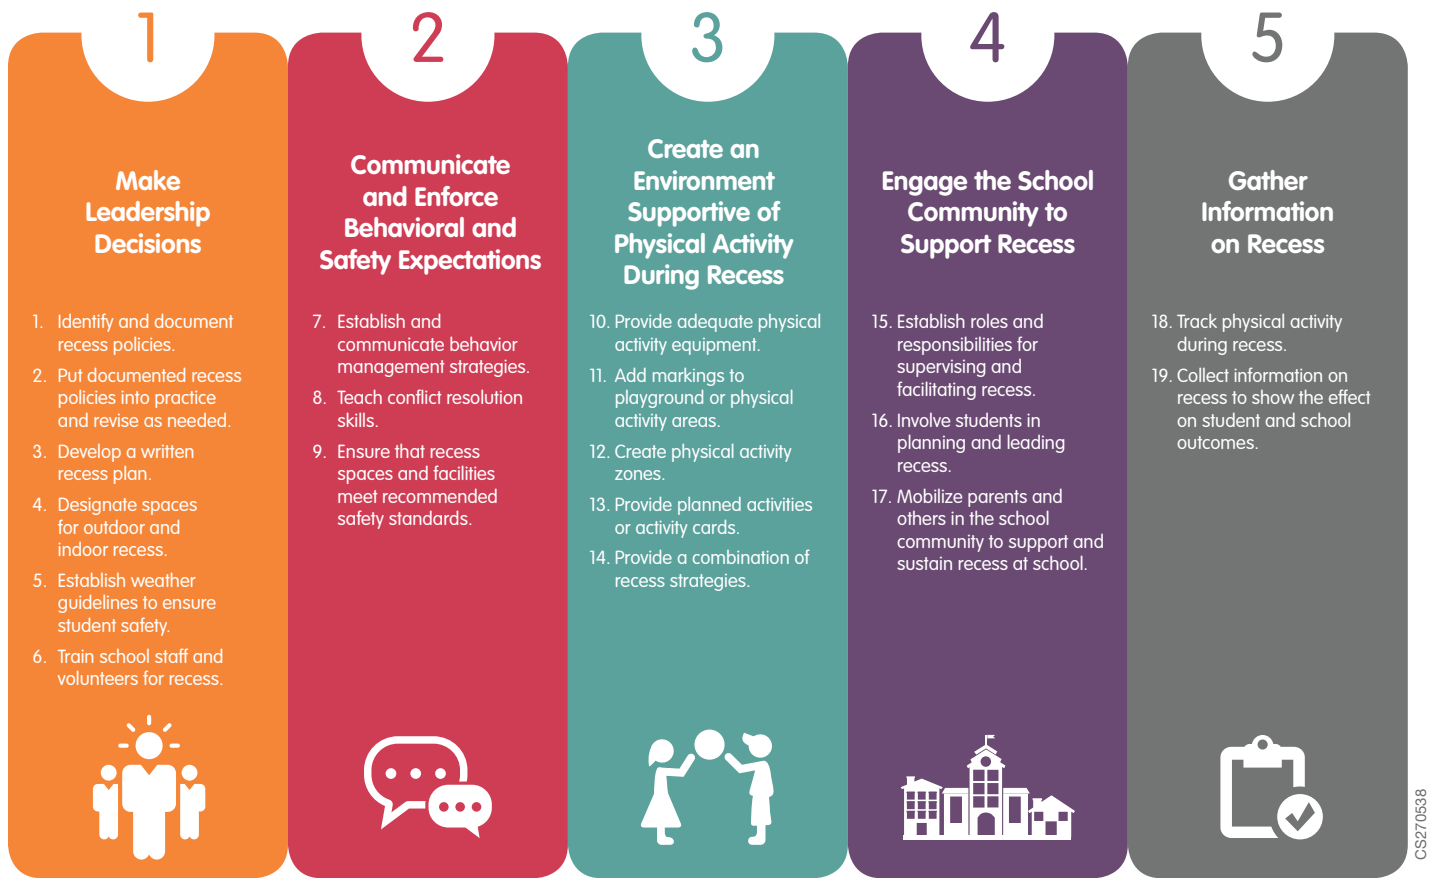 1
Make
Leadership
Decisions
1. Identify and document
recess policies.
2. Put documented recess
policies into practice
and revise as needed.
3. Develop a written
recess plan.
4. Designate spaces
for outdoor and
indoor recess.
5. Establish weather
guidelines to ensure
student safety.
6. Train school staff and
volunteers for recess.
2
Communicate
and Enforce
Behavioral and
Safety Expectations
7. Establish and
communicate behavior
management strategies.
8. Teach conflict resolution
skills.
9. Ensure that recess
spaces and facilities
meet recommended
safety standards.
3
Create an
Environment
Supportive of
Physical Activity
During Recess
10. Provide adequate physical
activity equipment.
11. Add markings to
playground or physical
activity areas.
12. Create physical activity
zones.
13. Provide planned activities
or activity cards.
14. Provide a combination of
recess strategies.
4
Engage the School
Community to
Support Recess
15. Establish roles and
responsibilities for
supervising and
facilitating recess.
16. Involve students in
planning and leading
recess.
17. Mobilize parents and
others in the school
community to support and
sustain recess at school.
5
Gather
Information
on Recess
18. Track physical activity
during recess.
19. Collect information on
recess to show the effect
on student and school
outcomes.
CS270538